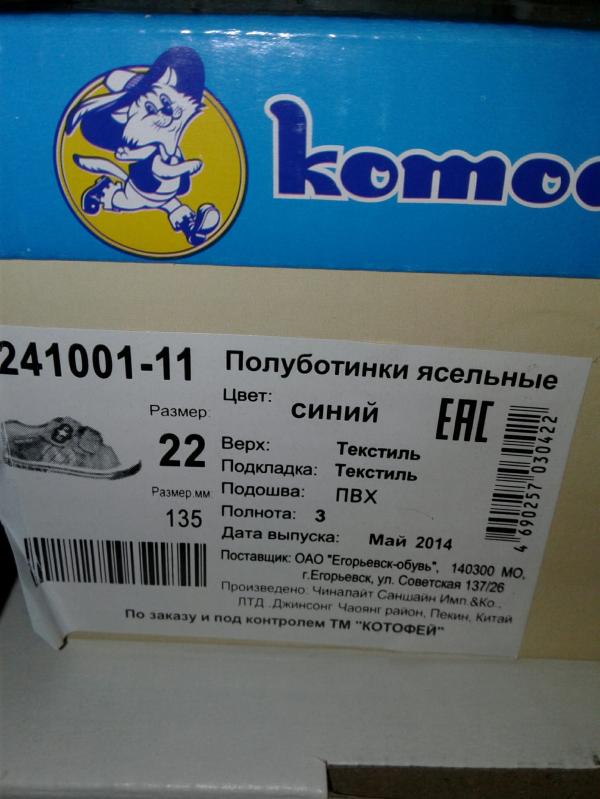 котоф
241001-11
Полуботинки ясельные
Цвет: синий
Размер:
22
EAC
Верх: Текстиль
Подкладка: Текстиль
Подошва: ПВХ
Размер.мм
135
Полнота: 3
Дата выпуска: Май 2014
4 690257 030422
Поставщик: ОАО "Егорьевск-обувь", 140300 МО,
г.Егорьевск, ул. Советская 137/26
Произведено: Чиналайт Саншайн Имп.&Ко.,
ЛТД .Джинсонг Чаоянг район, Пекин, Китай
По заказу и под контролем ТМ "КОТОФЕЙ"